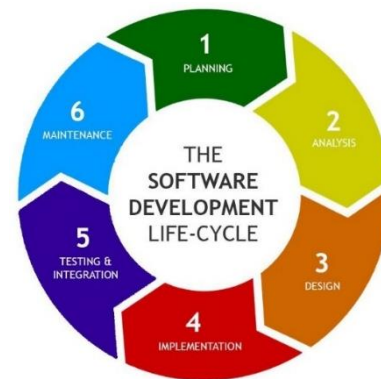 THE
SOFTWARE
DEVELOPMENT
LIFE-CYCLE
1
PLANNING
2
ANALYSIS
3
DESIGN
4
IMPLEMENTATION
5
TESTING &
INTEGRATION
6
MAINTENANCE